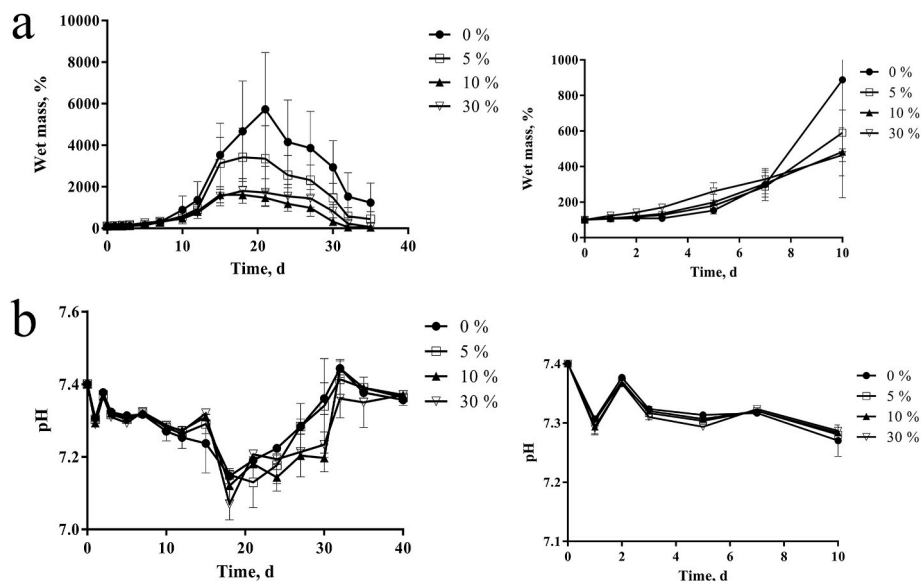 a
Wet mass, %
10000
8000
6000
4000
2000
0
0 10 20 30 40
Time, d
0 %
5 %
10 %
30 %
Wet mass, %
1000
800
600
400
200
0
0 2 4 6 8 10
Time, d
0 %
5 %
10 %
30 %
b
pH
7.6
7.4
7.2
7.0
0 10 20 30 40
Time, d
0 %
5 %
10 %
30 %
pH
7.4
7.3
7.2
7.1
0 2 4 6 8 10
Time, d
0 %
5 %
10 %
30 %